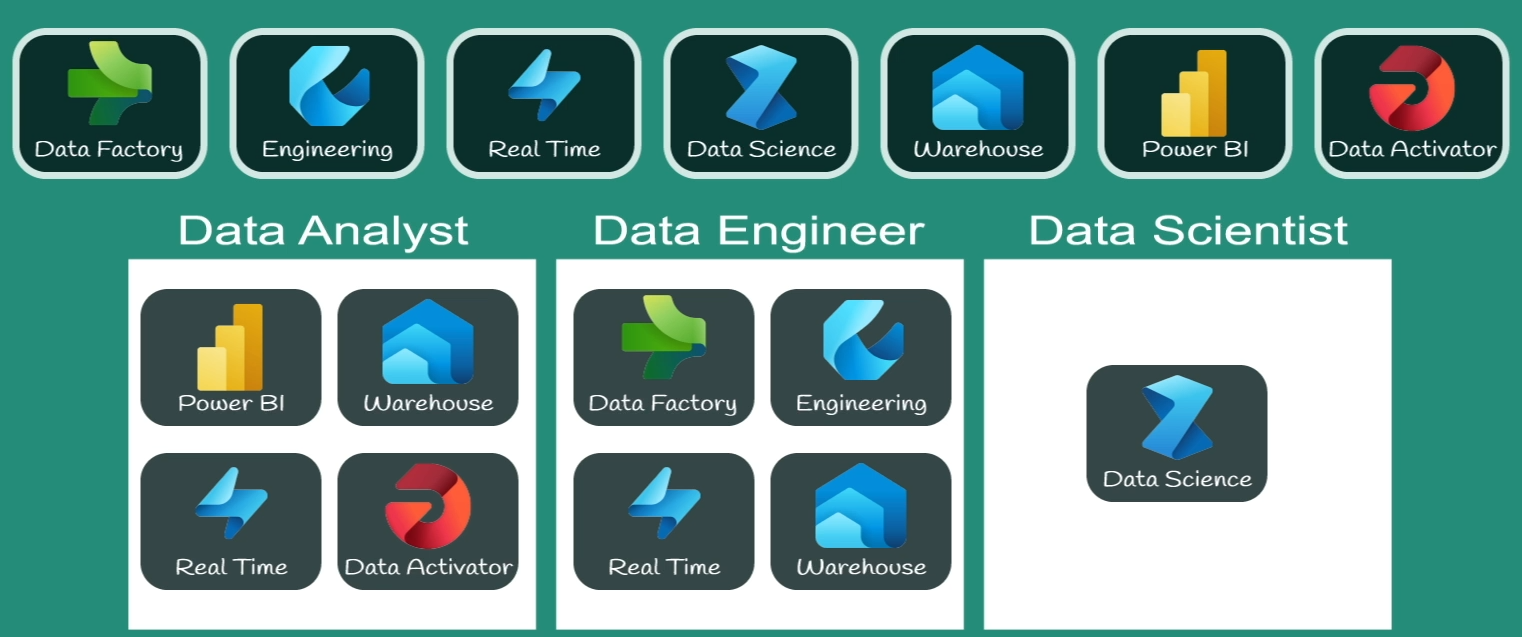 Data Factory
Engineering
Real Time
Data Science
Warehouse
Power BI
Data Activator
Data Analyst
Power BI
Warehouse
Real Time
Data Activator
Data Engineer
Data Factory
Engineering
Real Time
Warehouse
Data Scientist
Data Science